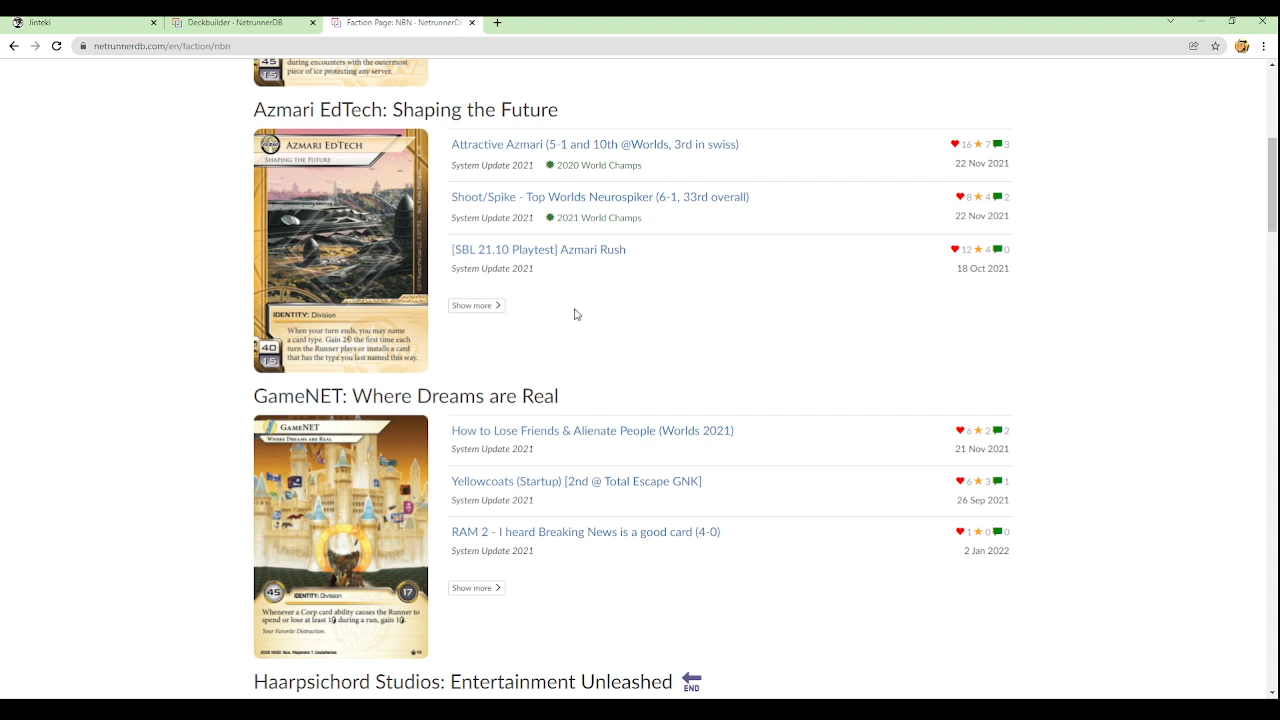 Jinteki
Deckbuilder - NetrunnerDB
Faction Page: NBN - NetrunnerD
netrunnerdb.com/en/faction/nbn
45
during encounters with the outermost
piece of ice protecting any server.
15
Azmari EdTech: Shaping the Future
AZMARI EDTECH
SHAPING THE FUTURE
IDENTITY: Division
When your turn ends, you may name
a card type. Gain 2 the first time each
turn the Runner plays or installs a card
that has the type you last named this way.
40
15
Attractive Azmari (5-1 and 10th @Worlds, 3rd in swiss)
16 7 3
System Update 2021 2020 World Champs
22 Nov 2021
Shoot/Spike - Top Worlds Neurospiker (6-1, 33rd overall)
8 4 2
System Update 2021 2021 World Champs
22 Nov 2021
[SBL 21.10 Playtest] Azmari Rush
12 4 0
System Update 2021
18 Oct 2021
Show more
GameNET: Where Dreams are Real
GAMENET
WHERE DREAMS ARE REAL
45
IDENTITY: Division
17
Whenever a Corp card ability causes the Runner to
spend or lose at least 1 during a run, gain 1.
Your Favorite Distraction.
How to Lose Friends & Alienate People (Worlds 2021)
6 2 2
System Update 2021
21 Nov 2021
Yellowcoats (Startup) [2nd @ Total Escape GNK]
6 3 1
System Update 2021
26 Sep 2021
RAM 2 - I heard Breaking News is a good card (4-0)
1 0 0
System Update 2021
2 Jan 2022
Show more
Haarpsichord Studios: Entertainment Unleashed
END